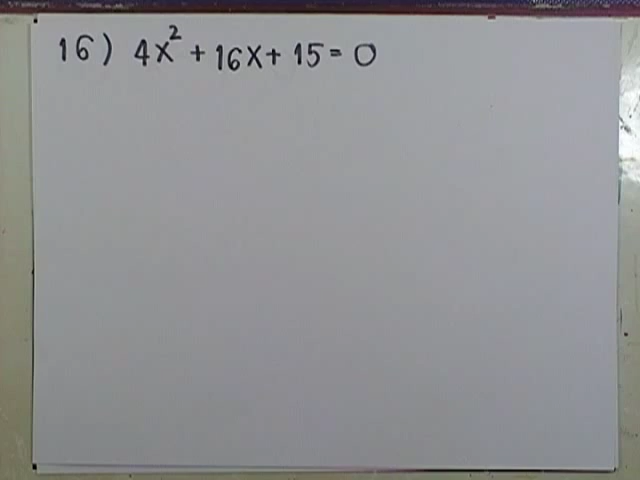 16) 4x² + 16x + 15 = 0